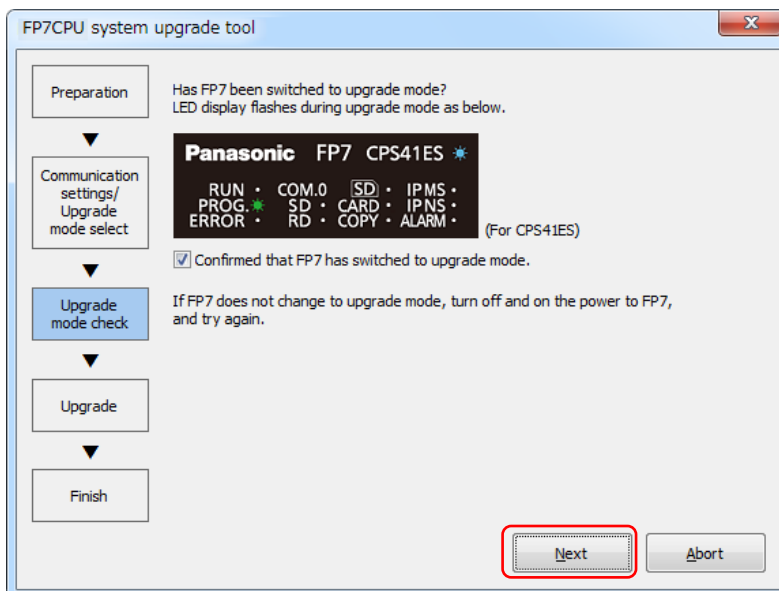 FP7CPU system upgrade tool
Preparation
Communication
settings/
Upgrade
mode select
Upgrade
mode check
Upgrade
Finish
Has FP7 been switched to upgrade mode?
LED display flashes during upgrade mode as below.
Panasonic FP7 CPS41ES
RUN · COM.0 SD · IPMS ·
PROG. SD · CARD · IPNS ·
ERROR · RD · COPY · ALARM ·
(For CPS41ES)
Confirmed that FP7 has switched to upgrade mode.
If FP7 does not change to upgrade mode, turn off and on the power to FP7,
and try again.
Next
Abort